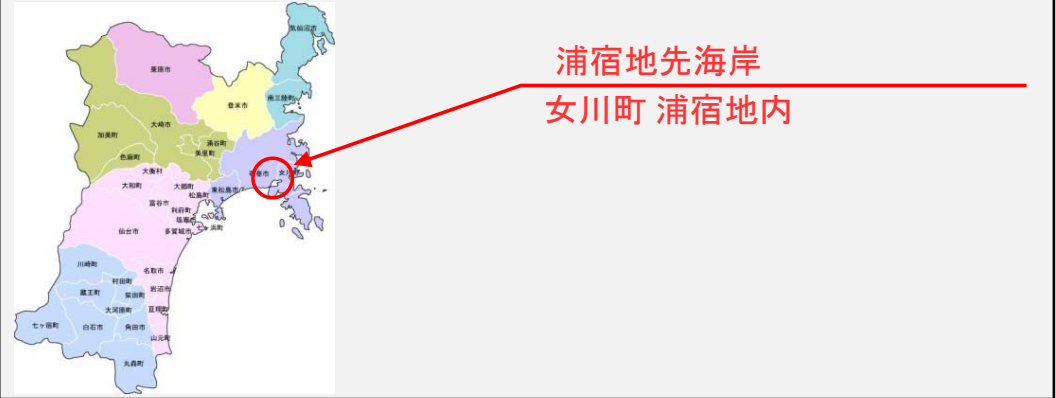 浦宿地先海岸
女川町 浦宿地内
気仙沼市
栗原市
南三陸町
登米市
大崎市
加美町
涌谷町
美里町
色麻町
石巻市
女川町
大衡村
大和町
大郷町
東松島市
松島町
富谷市
利府町
塩竈市
七ヶ浜町
多賀城市
仙台市
川崎町
名取市
村田町
岩沼市
蔵王町
柴田町
大河原町
亘理町
七ヶ宿町
白石市
角田市
山元町
丸森町